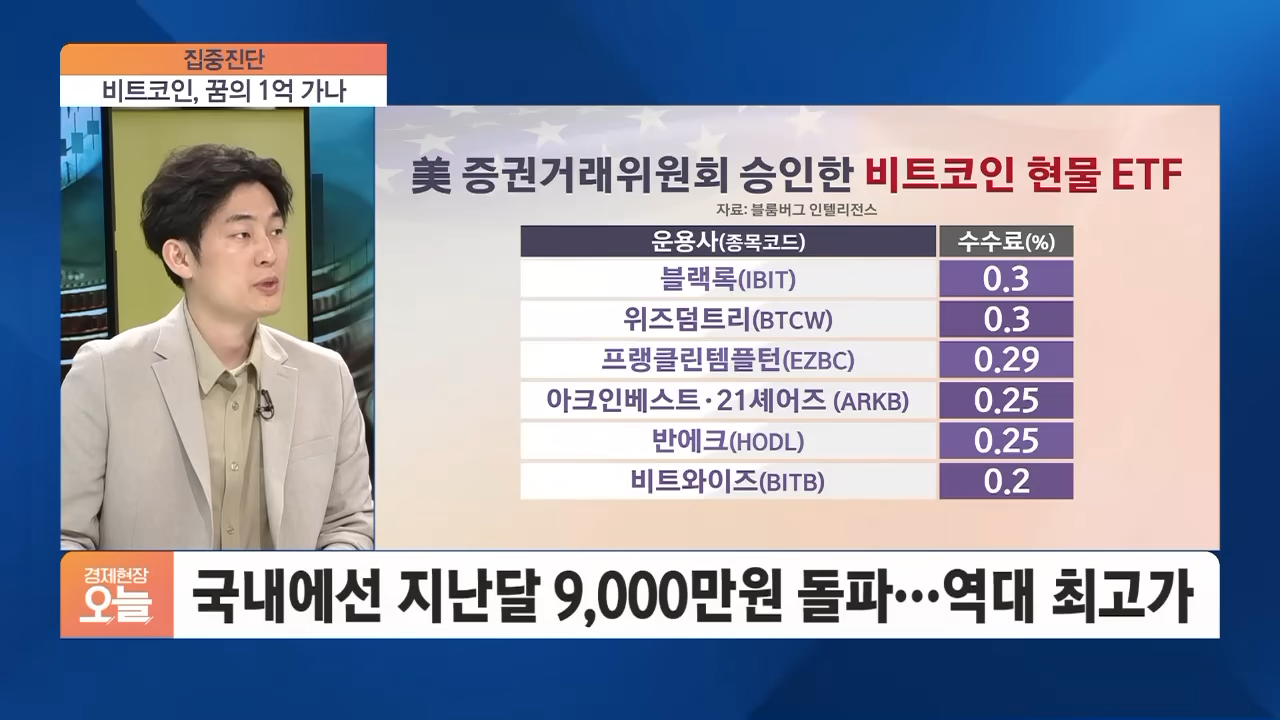 집중진단
비트코인, 꿈의 1억 가나
美 증권거래위원회 승인한 비트코인 현물 ETF
자료: 블룸버그 인텔리전스
운용사(종목코드) 수수료(%)
블랙록(IBIT) 0.3
위즈덤트리(BTCW) 0.3
프랭클린템플턴(EZBC) 0.29
아크인베스트·21셰어즈 (ARKB) 0.25
반에크(HODL) 0.25
비트와이즈(BITB) 0.2
경제현장
오늘
국내에선 지난달 9,000만원 돌파…역대 최고가